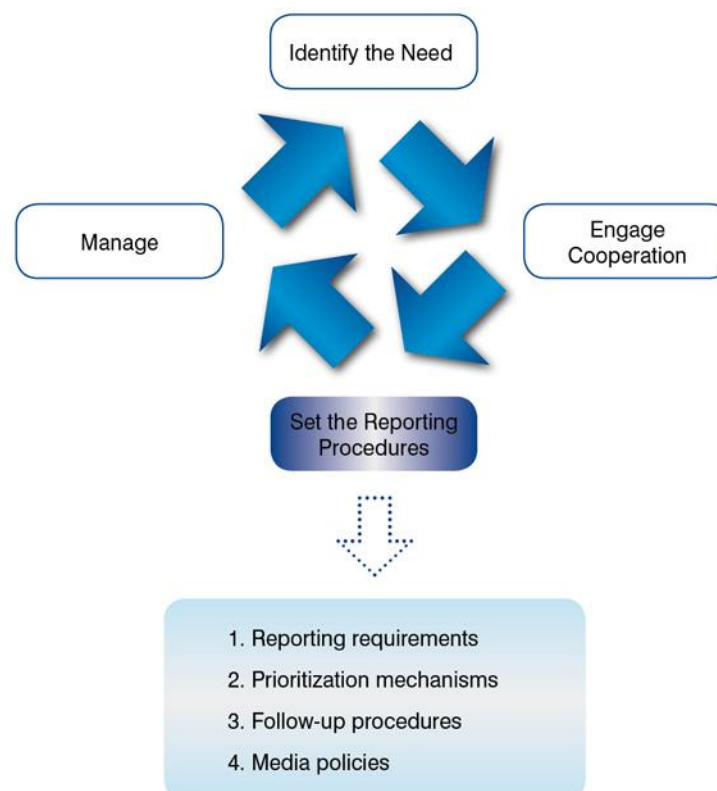 Identify the Need
Manage
Engage
Cooperation
Set the Reporting
Procedures
1. Reporting requirements
2. Prioritization mechanisms
3. Follow-up procedures
4. Media policies